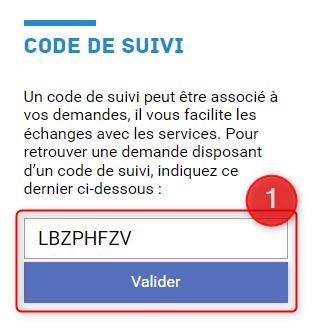 CODE DE SUIVI
Un code de suivi peut être associé à
vos demandes, il vous facilite les
échanges avec les services. Pour
retrouver une demande disposant
d'un code de suivi, indiquez ce
dernier ci-dessous :
1
LBZPHFZV
Valider